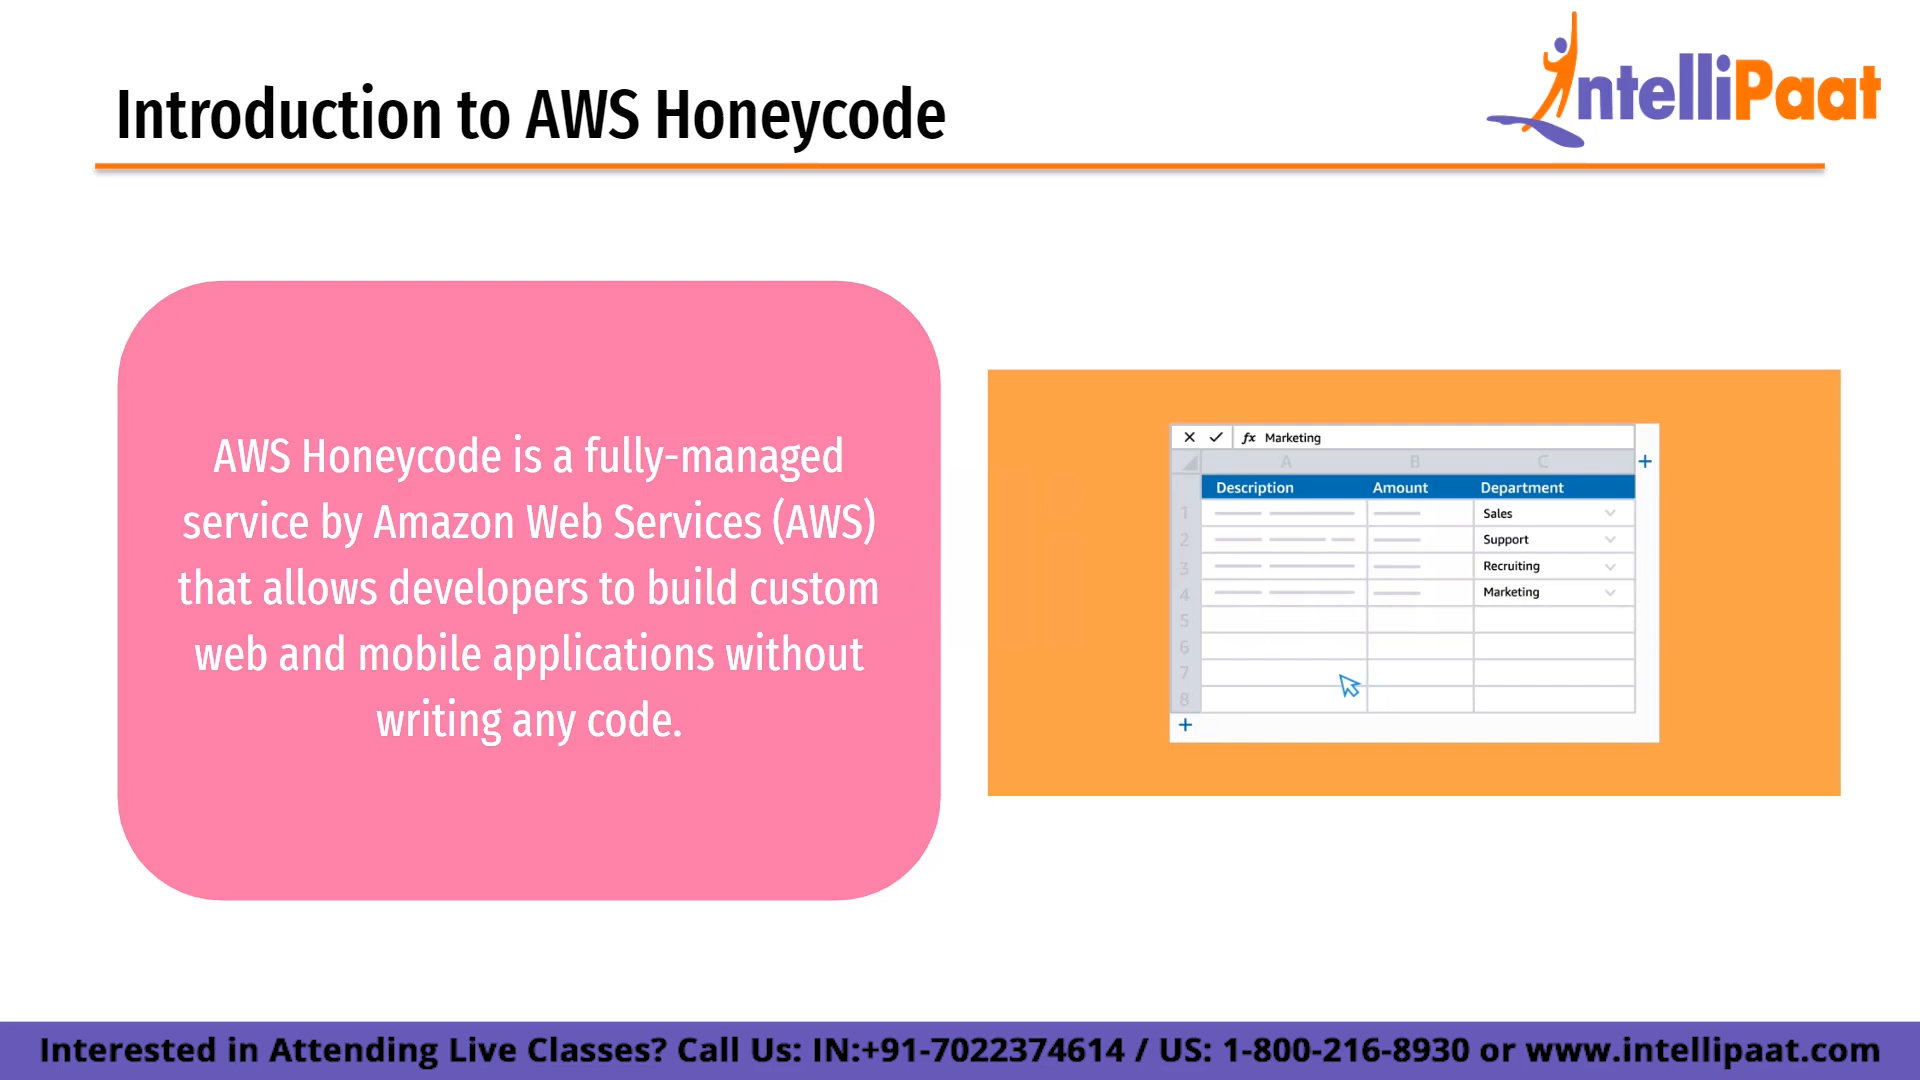 Introduction to AWS Honeycode
IntelliPaat
AWS Honeycode is a fully-managed
service by Amazon Web Services (AWS)
that allows developers to build custom
web and mobile applications without
writing any code.
fx Marketing
A B C
Description Amount Department
1 Sales
2 Support
3 Recruiting
4 Marketing
5
6
7
8
Interested in Attending Live Classes? Call Us: IN:+91-7022374614 / US: 1-800-216-8930 or www.intellipaat.com